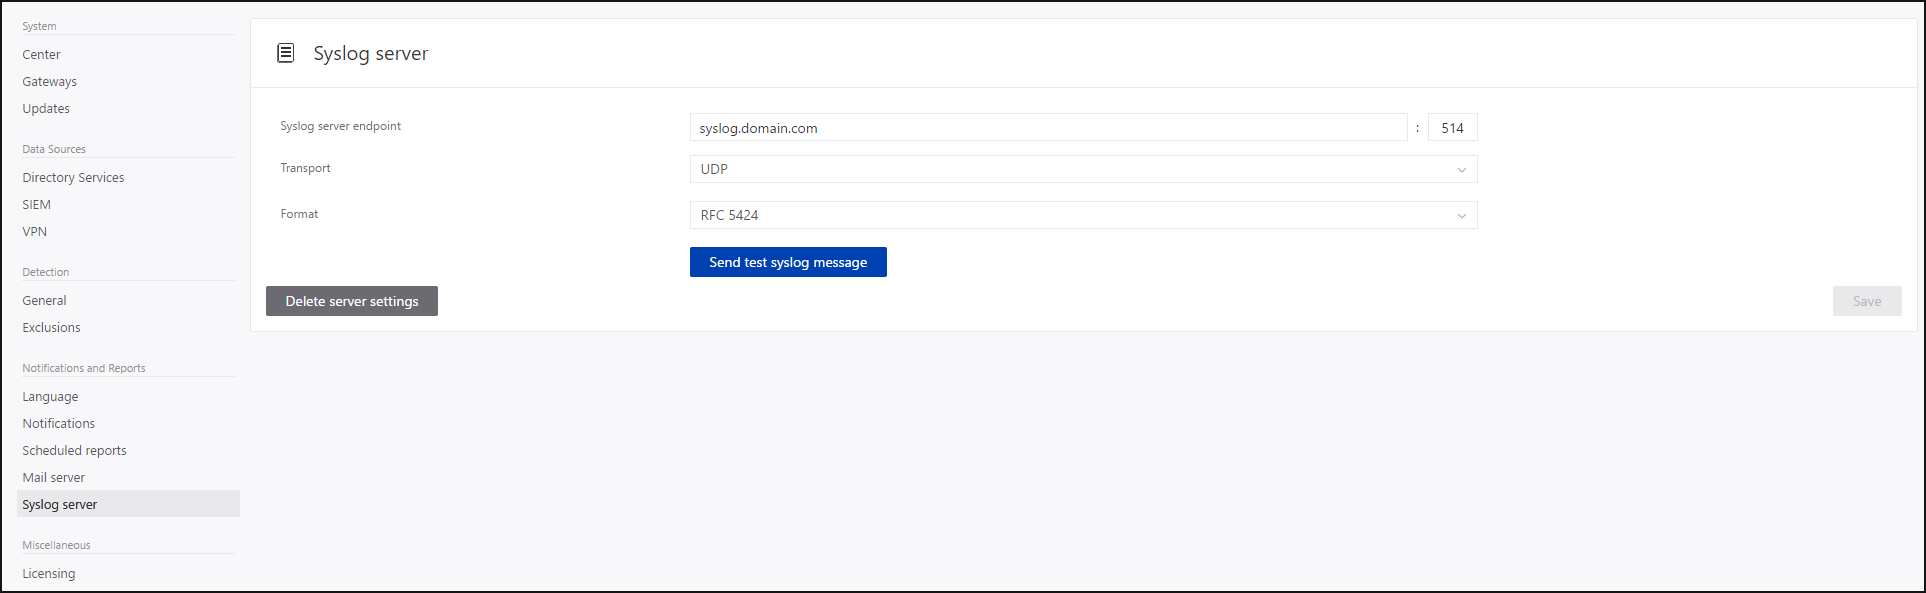 System
Center
Gateways
Updates
Data Sources
Directory Services
SIEM
VPN
Detection
General
Exclusions
Notifications and Reports
Language
Notifications
Scheduled reports
Mail server
Syslog server
Miscellaneous
Licensing
Syslog server
Syslog server endpoint syslog.domain.com : 514
Transport UDP
Format RFC 5424
Send test syslog message
Delete server settings Save